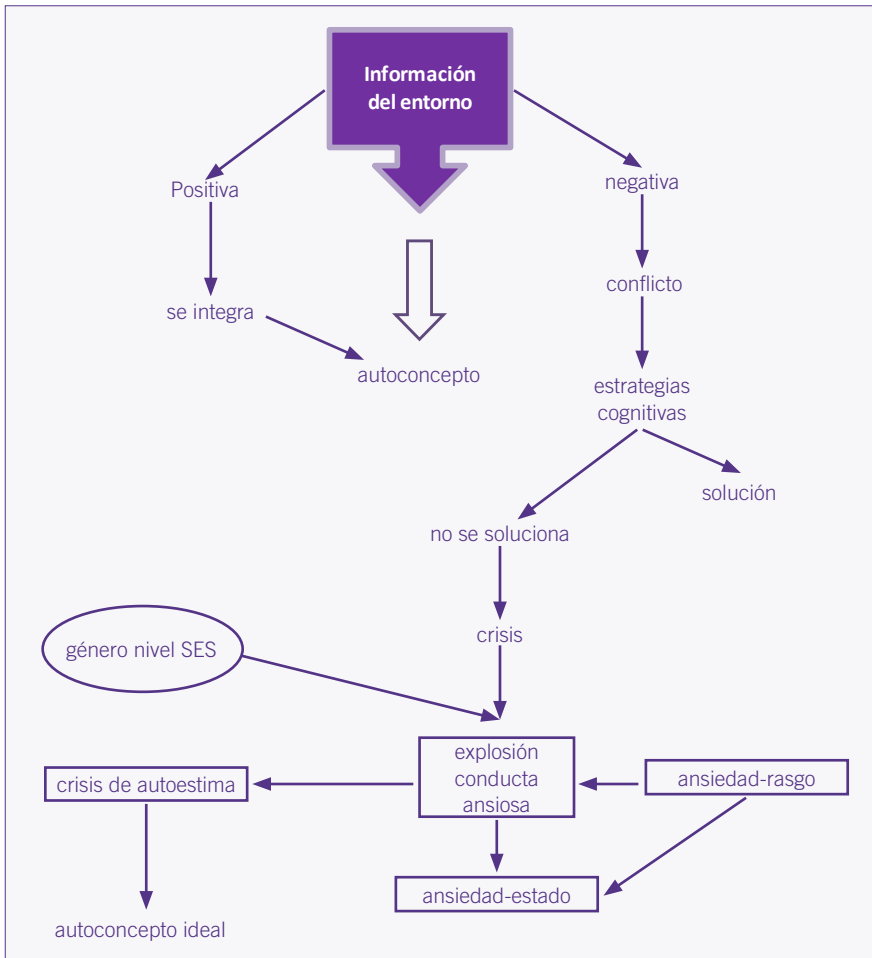 Información
del entorno
Positiva
negativa
se integra
conflicto
autoconcepto
estrategias
cognitivas
solución
no se soluciona
crisis
género nivel SES
explosión
conducta
ansiosa
crisis de autoestima
ansiedad-rasgo
ansiedad-estado
autoconcepto ideal